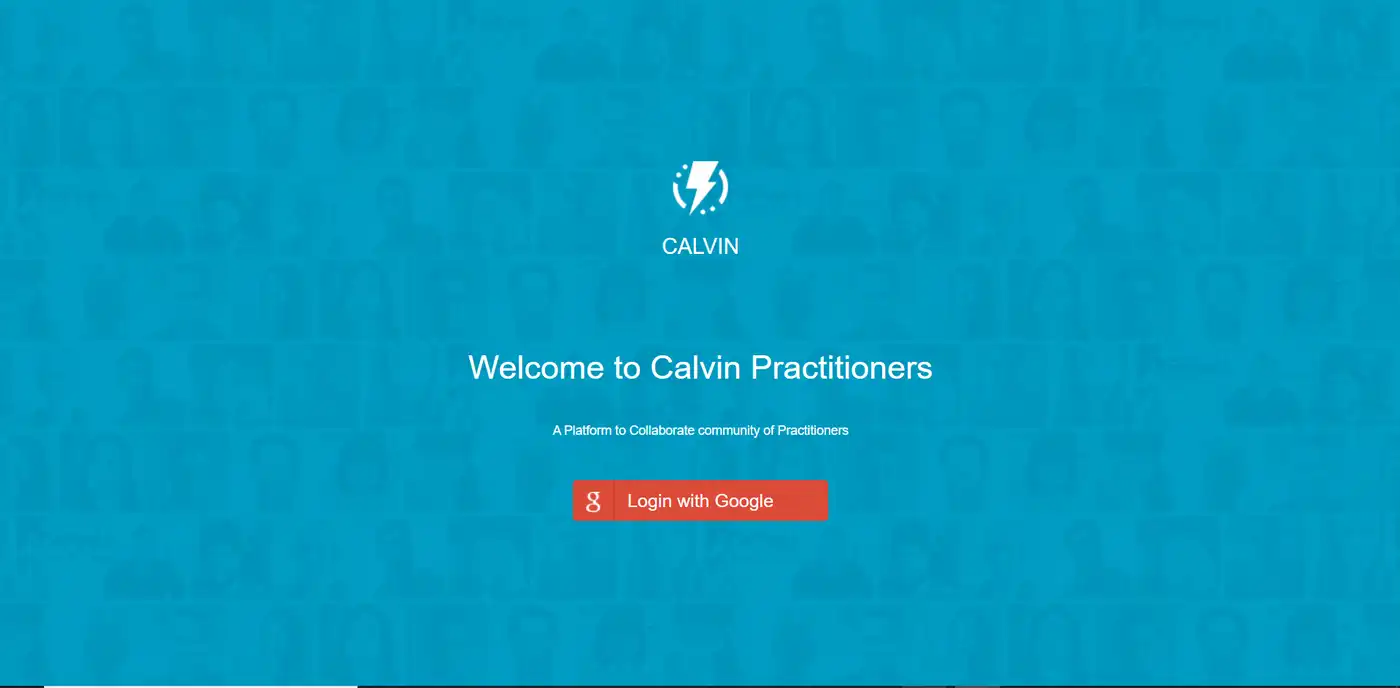 CALVIN
Welcome to Calvin Practitioners
A Platform to Collaborate community of Practitioners
g Login with Google